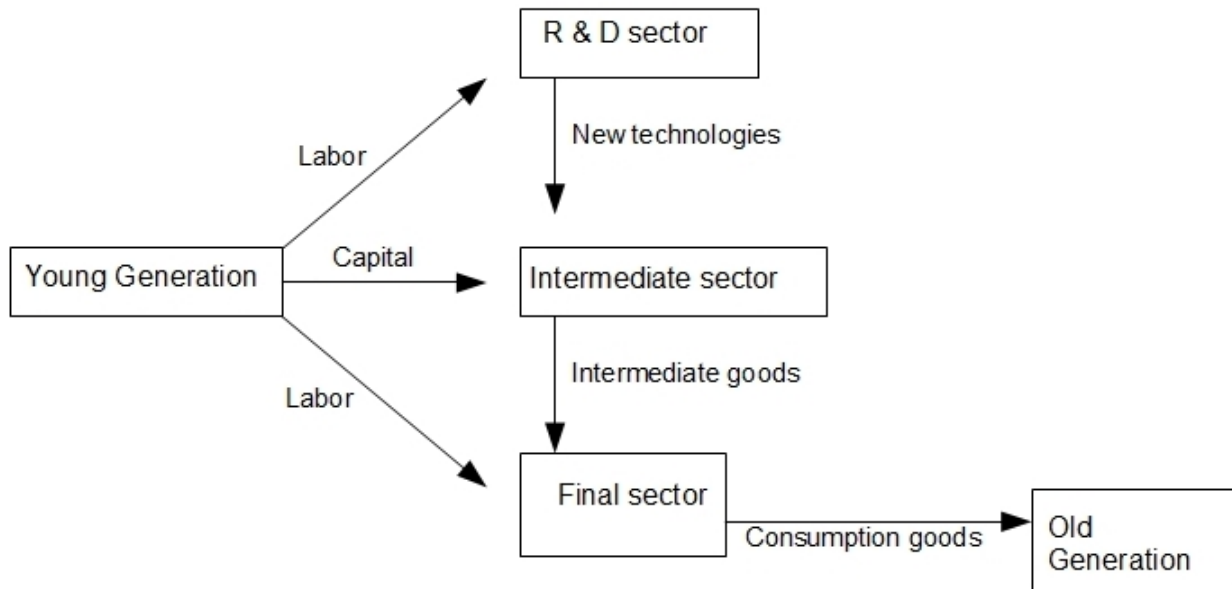 R & D sector
New technologies
Labor
Capital
Young Generation
Intermediate sector
Intermediate goods
Labor
Final sector
Consumption goods
Old
Generation